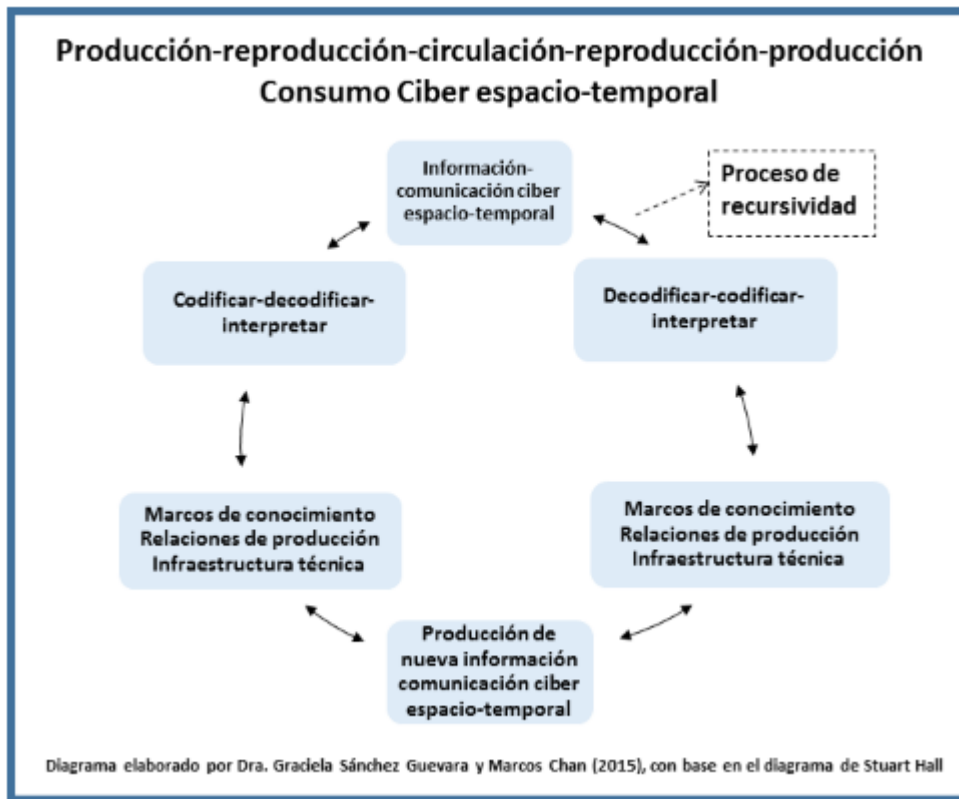 Producción-reproducción-circulación-reproducción-producción
Consumo Ciber espacio-temporal
Información-
comunicación ciber
espacio-temporal
Proceso de
recursividad
Codificar-decodificar-
interpretar
Decodificar-codificar-
interpretar
Marcos de conocimiento
Relaciones de producción
Infraestructura técnica
Marcos de conocimiento
Relaciones de producción
Infraestructura técnica
Producción de
nueva información
comunicación ciber
espacio-temporal
Diagrama elaborado por Dra. Graciela Sánchez Guevara y Marcos Chan (2015), con base en el diagrama de Stuart Hall